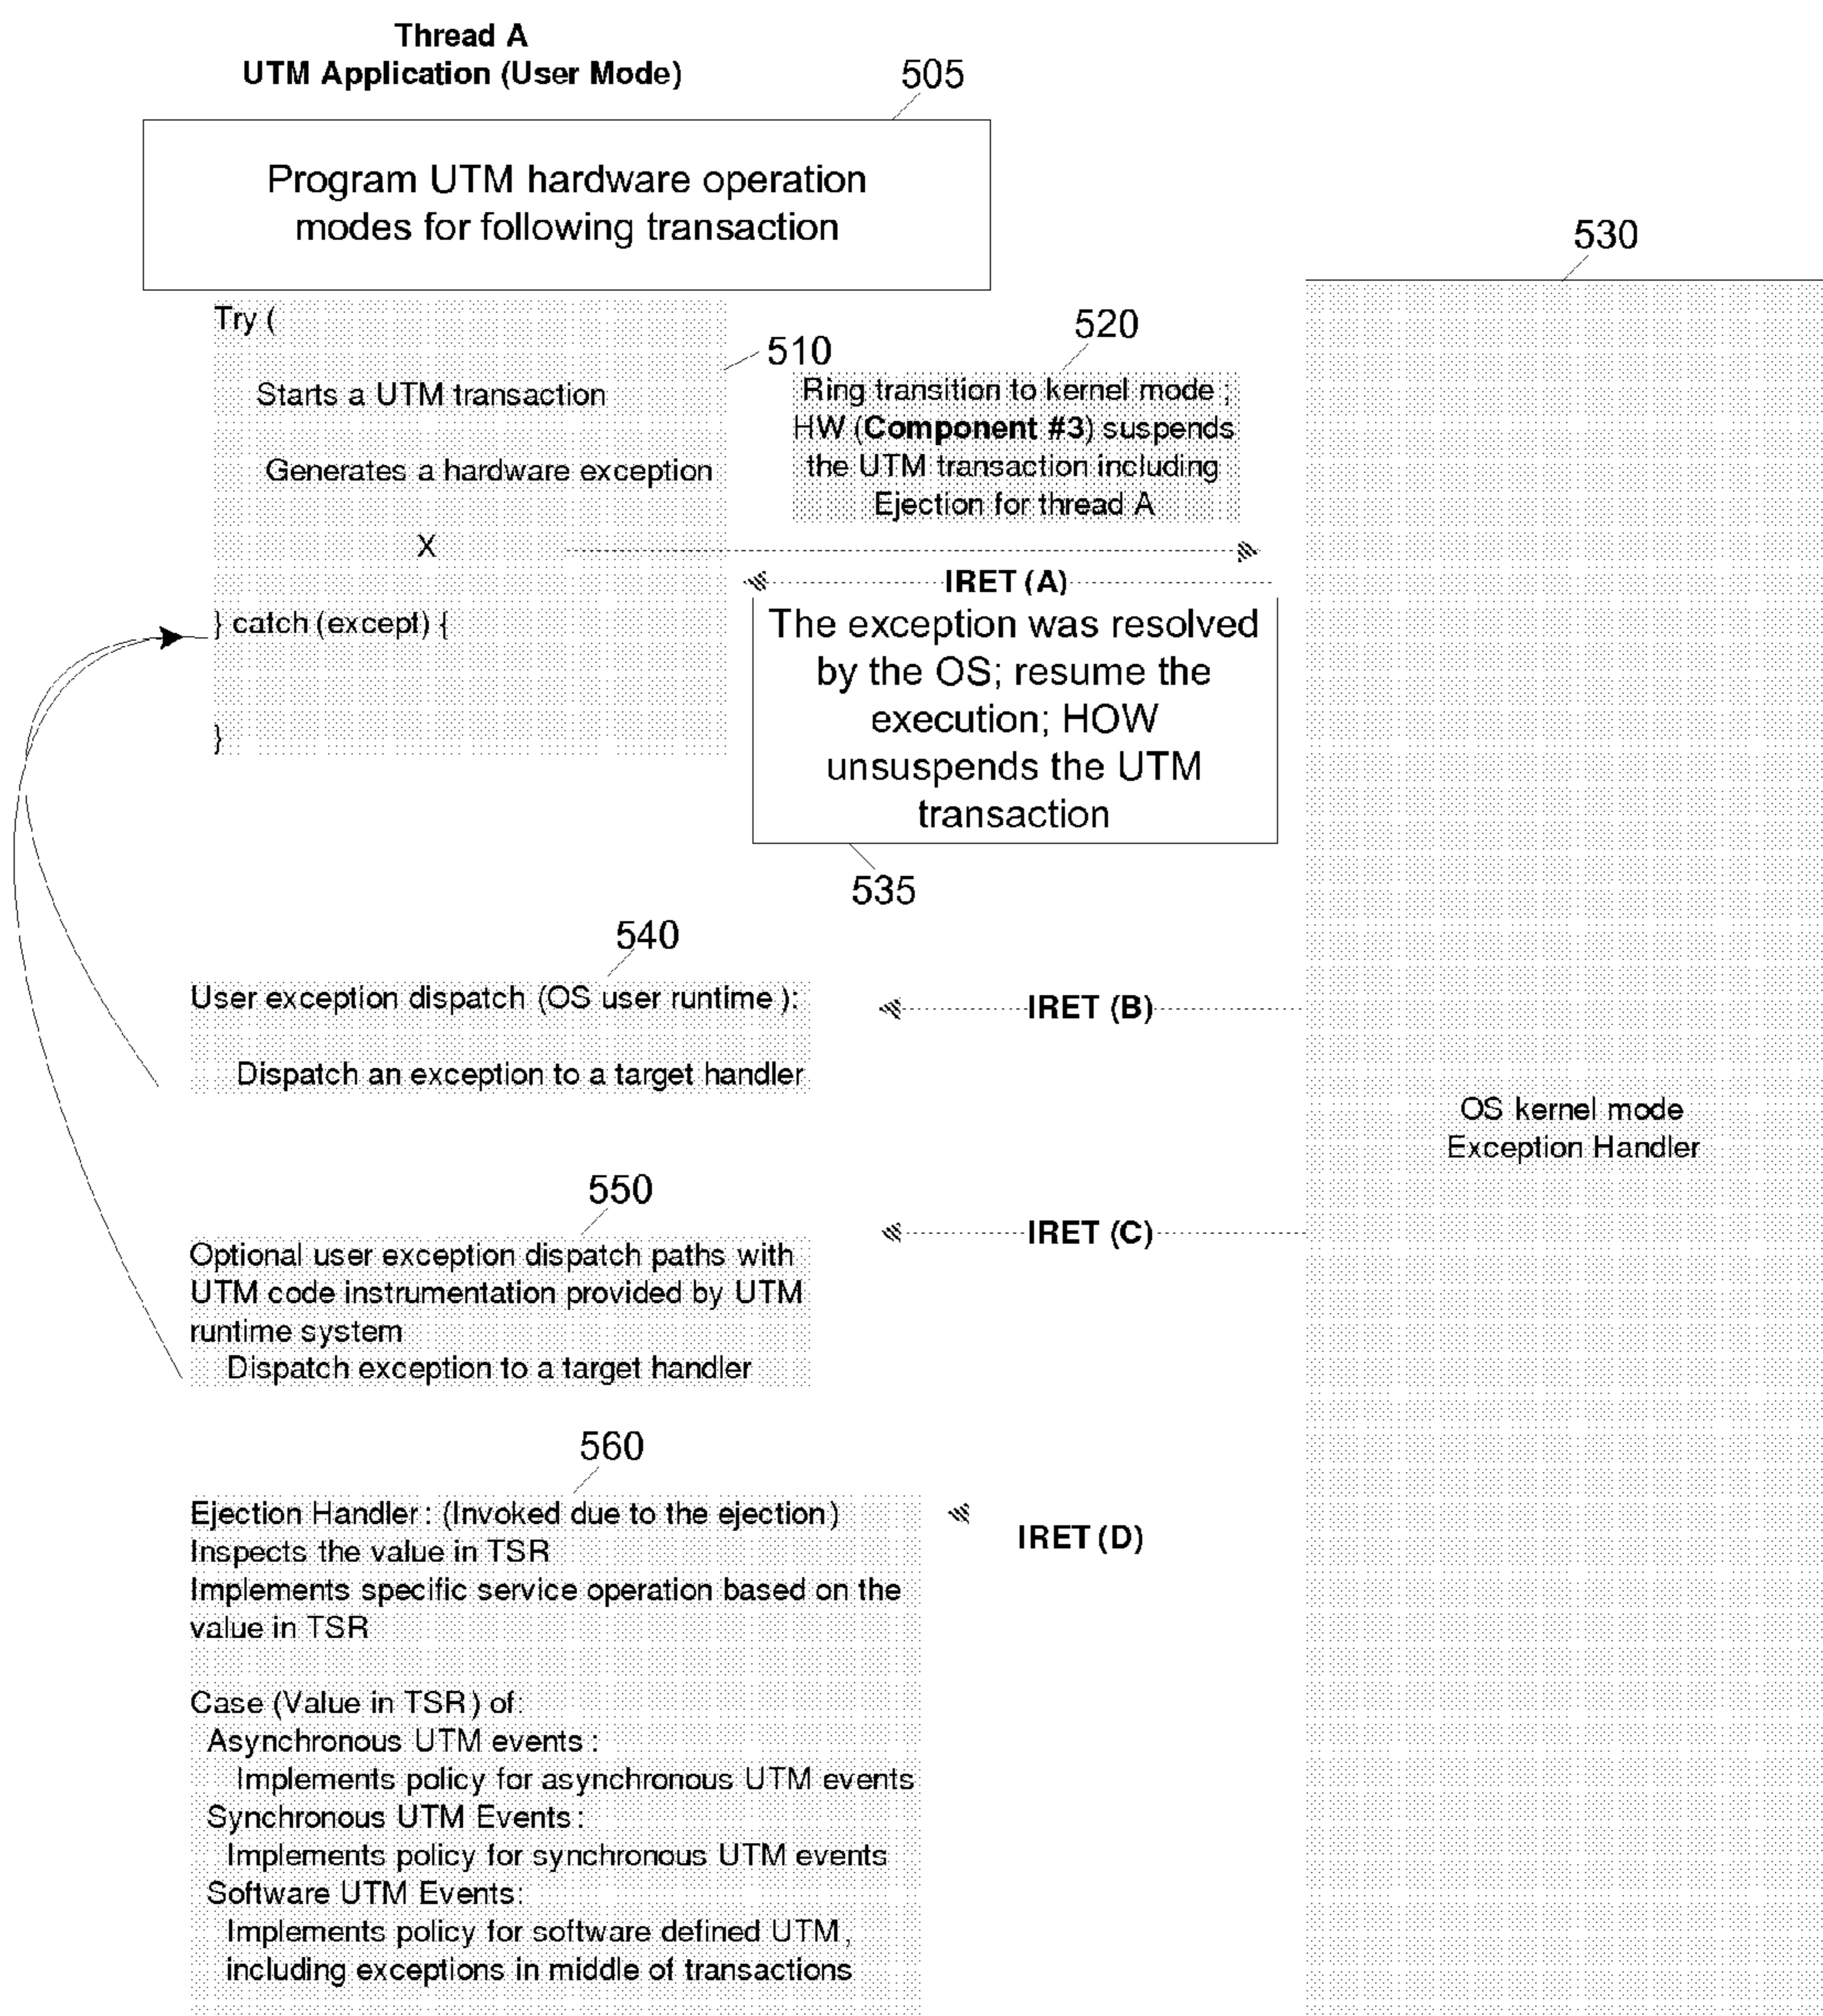 Thread A
UTM Application (User Mode)
505
Program UTM hardware operation
modes for following transaction
530
Try (
520
510
Starts a UTM transaction
Ring transition to kernel mode ;
HW (Component #3) suspends
the UTM transaction including
Ejection for thread A
Generates a hardware exception
X
IRET (A)
The exception was resolved
by the OS; resume the
execution; HOW
unsuspends the UTM
transaction
} catch (except) {
}
535
540
User exception dispatch (OS user runtime ):
IRET (B)
Dispatch an exception to a target handler
OS kernel mode
Exception Handler
550
IRET (C)
Optional user exception dispatch paths with
UTM code instrumentation provided by UTM
runtime system
Dispatch exception to a target handler
560
Ejection Handler : (Invoked due to the ejection)
IRET (D)
Inspects the value in TSR
Implements specific service operation based on the
value in TSR
Case (Value in TSR) of:
Asynchronous UTM events :
Implements policy for asynchronous UTM events
Synchronous UTM Events :
Implements policy for synchronous UTM events
Software UTM Events:
Implements policy for software defined UTM ,
including exceptions in middle of transactions